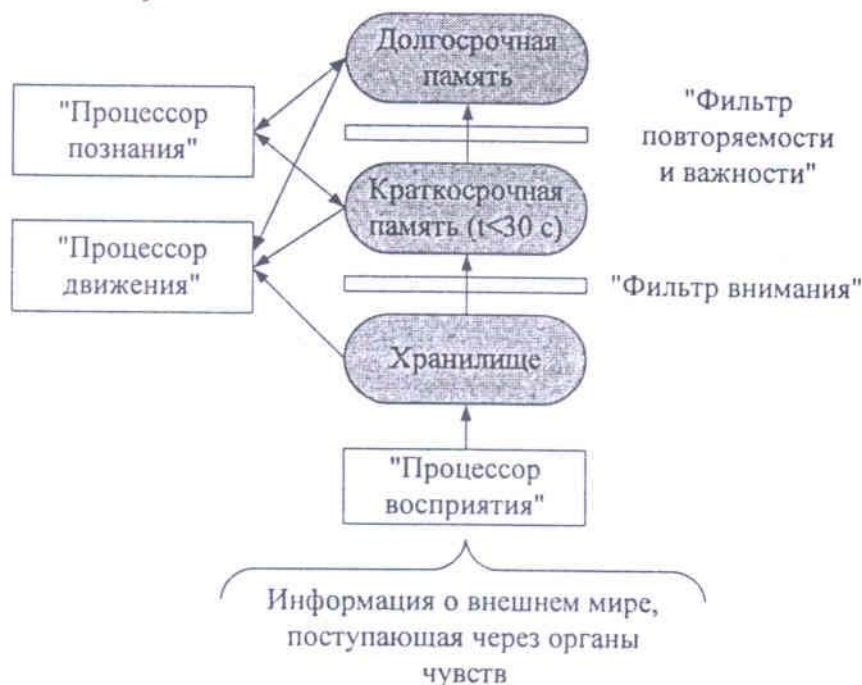 Долгосрочная
память
"Процессор
познания"
"Фильтр
повторяемости
и важности"
Краткосрочная
память (t<30 с)
"Процессор
движения"
"Фильтр внимания"
Хранилище
"Процессор
восприятия"
Информация о внешнем мире,
поступающая через органы
чувств